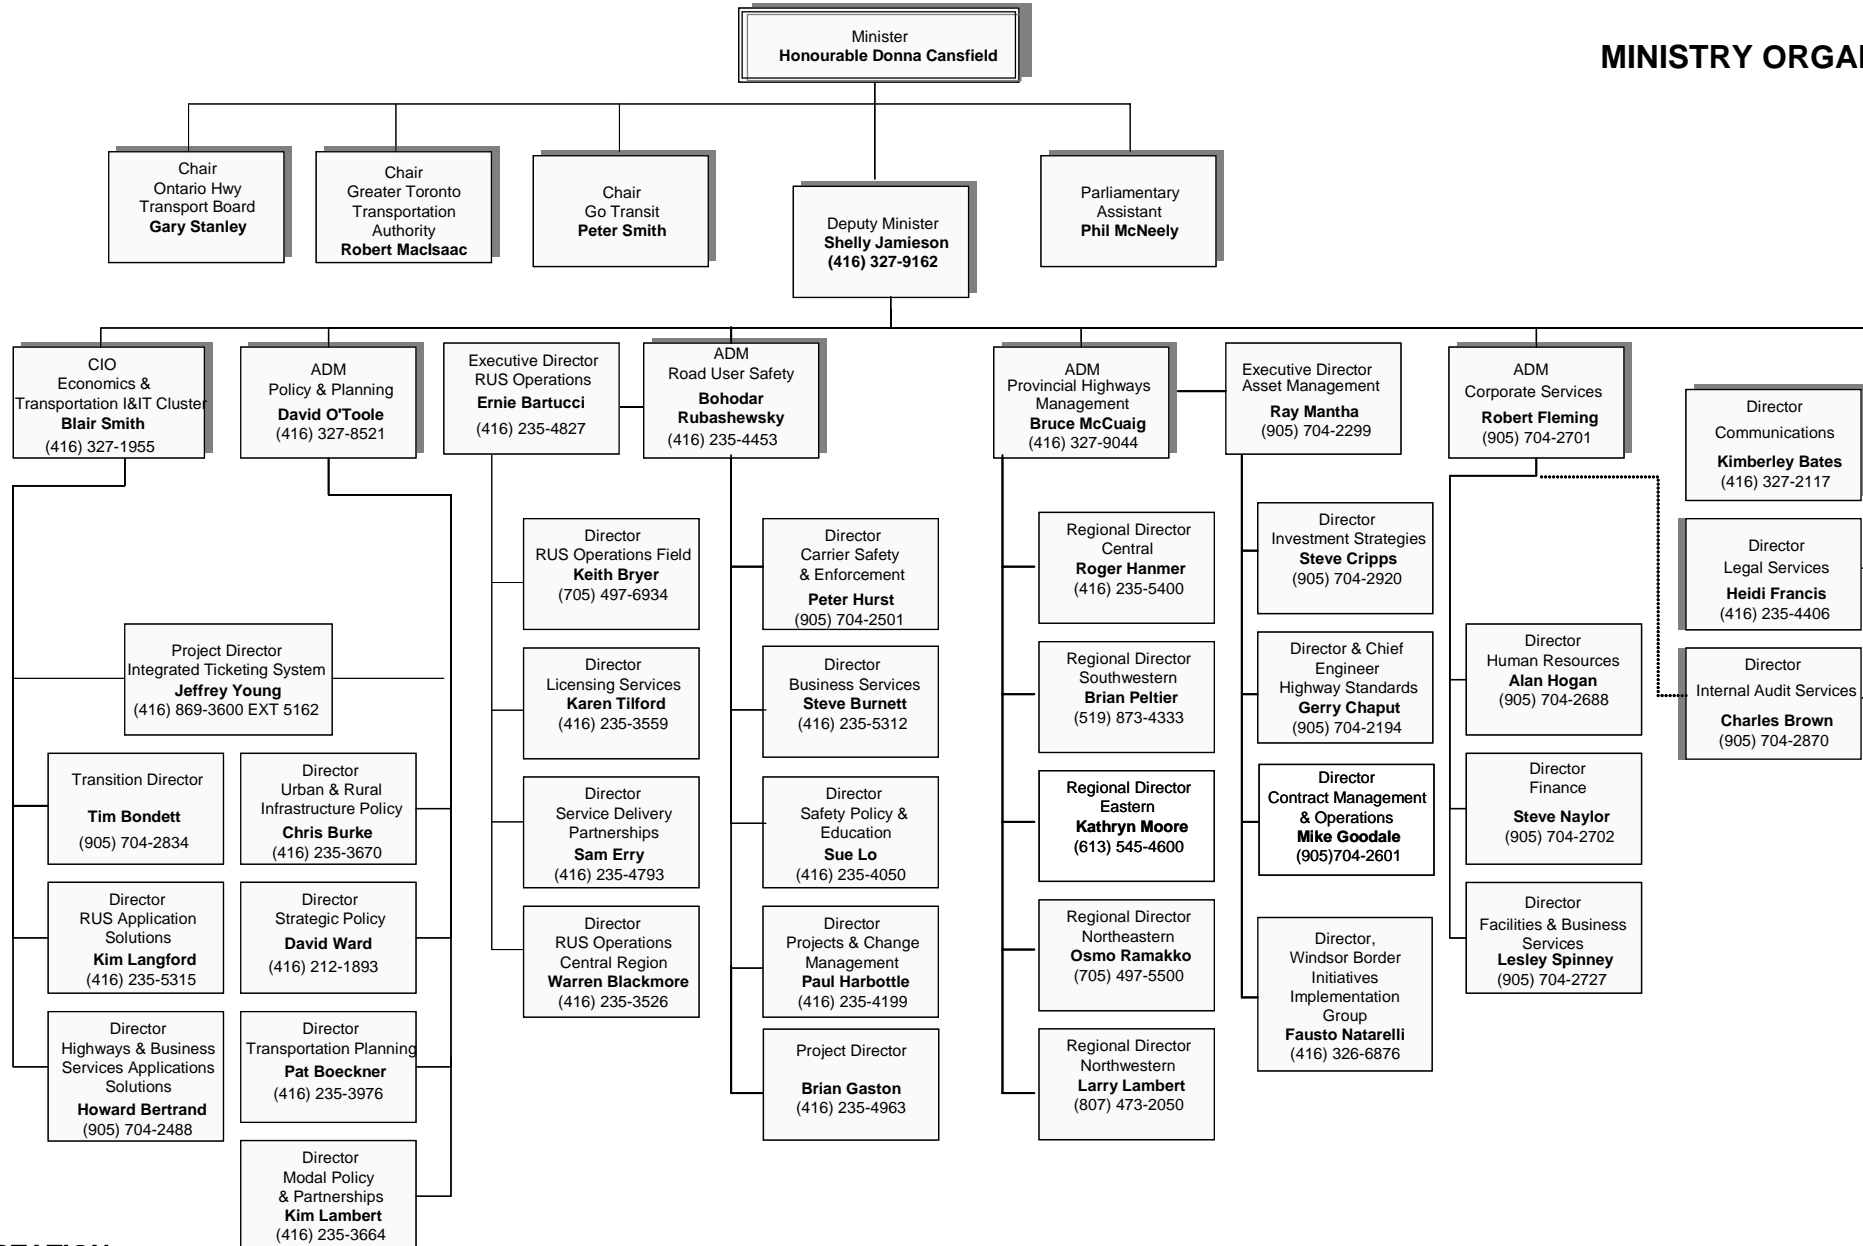 Minister
Honourable Donna Cansfield
MINISTRY ORGA
Chair
Ontario Hwy
Transport Board
Gary Stanley
Chair
Greater Toronto
Transportation
Authority
Robert MacIsaac
Chair
Go Transit
Peter Smith
Deputy Minister
Shelly Jamieson
(416) 327-9162
Parliamentary
Assistant
Phil McNeely
CIO
Economics &
Transportation I&IT Cluster
Blair Smith
(416) 327-1955
ADM
Policy & Planning
David O'Toole
(416) 327-8521
Executive Director
RUS Operations
Ernie Bartucci
(416) 235-4827
ADM
Road User Safety
Bohodar
Rubashewsky
(416) 235-4453
ADM
Provincial Highways
Management
Bruce McCuaig
(416) 327-9044
Executive Director
Asset Management
Ray Mantha
(905) 704-2299
ADM
Corporate Services
Robert Fleming
(905) 704-2701
Director
Communications
Kimberley Bates
(416) 327-2117
Director
Legal Services
Heidi Francis
(416) 235-4406
Director
Internal Audit Services
Charles Brown
(905) 704-2870
Project Director
Integrated Ticketing System
Jeffrey Young
(416) 869-3600 EXT 5162
Transition Director
Tim Bondett
(905) 704-2834
Director
RUS Application
Solutions
Kim Langford
(416) 235-5315
Director
Highways & Business
Services Applications
Solutions
Howard Bertrand
(905) 704-2488
Director
Urban & Rural
Infrastructure Policy
Chris Burke
(416) 235-3670
Director
Strategic Policy
David Ward
(416) 212-1893
Director
Transportation Planning
Pat Boeckner
(416) 235-3976
Director
Modal Policy
& Partnerships
Kim Lambert
(416) 235-3664
Director
RUS Operations Field
Keith Bryer
(705) 497-6934
Director
Licensing Services
Karen Tilford
(416) 235-3559
Director
Service Delivery
Partnerships
Sam Erry
(416) 235-4793
Director
RUS Operations
Central Region
Warren Blackmore
(416) 235-3526
Director
Carrier Safety
& Enforcement
Peter Hurst
(905) 704-2501
Director
Business Services
Steve Burnett
(416) 235-5312
Director
Safety Policy &
Education
Sue Lo
(416) 235-4050
Director
Projects & Change
Management
Paul Harbottle
(416) 235-4199
Project Director
Brian Gaston
(416) 235-4963
Regional Director
Central
Roger Hanmer
(416) 235-5400
Regional Director
Southwestern
Brian Peltier
(519) 873-4333
Regional Director
Eastern
Kathryn Moore
(613) 545-4600
Regional Director
Northeastern
Osmo Ramakko
(705) 497-5500
Regional Director
Northwestern
Larry Lambert
(807) 473-2050
Director
Investment Strategies
Steve Cripps
(905) 704-2920
Director & Chief
Engineer
Highway Standards
Gerry Chaput
(905) 704-2194
Director
Contract Management
& Operations
Mike Goodale
(905)704-2601
Director,
Windsor Border
Initiatives
Implementation
Group
Fausto Natarelli
(416) 326-6876
Director
Human Resources
Alan Hogan
(905) 704-2688
Director
Finance
Steve Naylor
(905) 704-2702
Director
Facilities & Business
Services
Lesley Spinney
(905) 704-2727